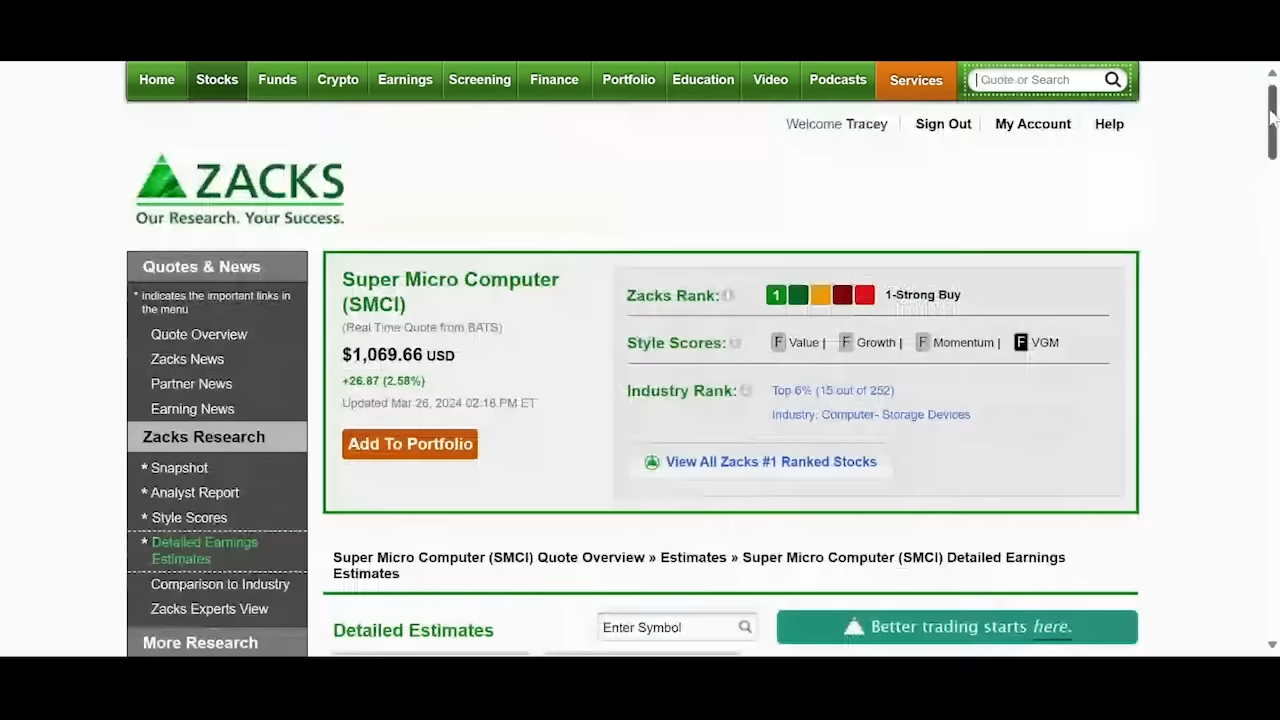 Home Stocks Funds Crypto Earnings Screening Finance Portfolio Education Video Podcasts Services Quote or Search
Welcome Tracey Sign Out My Account Help
ZACKS
Our Research. Your Success.
Quotes & News
* indicates the important links in
the menu
Quote Overview
Zacks News
Partner News
Earning News
Zacks Research
* Snapshot
* Analyst Report
* Style Scores
* Detailed Earnings
Estimates
Comparison to Industry
Zacks Experts View
More Research
Super Micro Computer
(SMCI)
(Real Time Quote from BATS)
$1,069.66 USD
+26.87 (2.58%)
Updated Mar 26, 2024 02:16 PM ET
Add To Portfolio
Zacks Rank: 1 1-Strong Buy
Style Scores: F Value | F Growth | F Momentum | F VGM
Industry Rank: Top 6% (15 out of 252)
Industry: Computer- Storage Devices
View All Zacks #1 Ranked Stocks
Super Micro Computer (SMCI) Quote Overview » Estimates » Super Micro Computer (SMCI) Detailed Earnings
Estimates
Detailed Estimates Enter Symbol Better trading starts here.